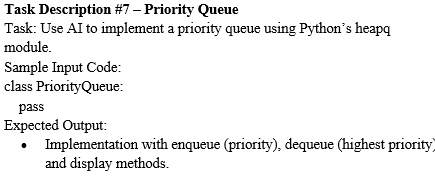 Task Description #7 – Priority Queue
Task: Use AI to implement a priority queue using Python’s heapq
module.
Sample Input Code:
class PriorityQueue:
pass
Expected Output:
• Implementation with enqueue (priority), dequeue (highest priority)
and display methods.